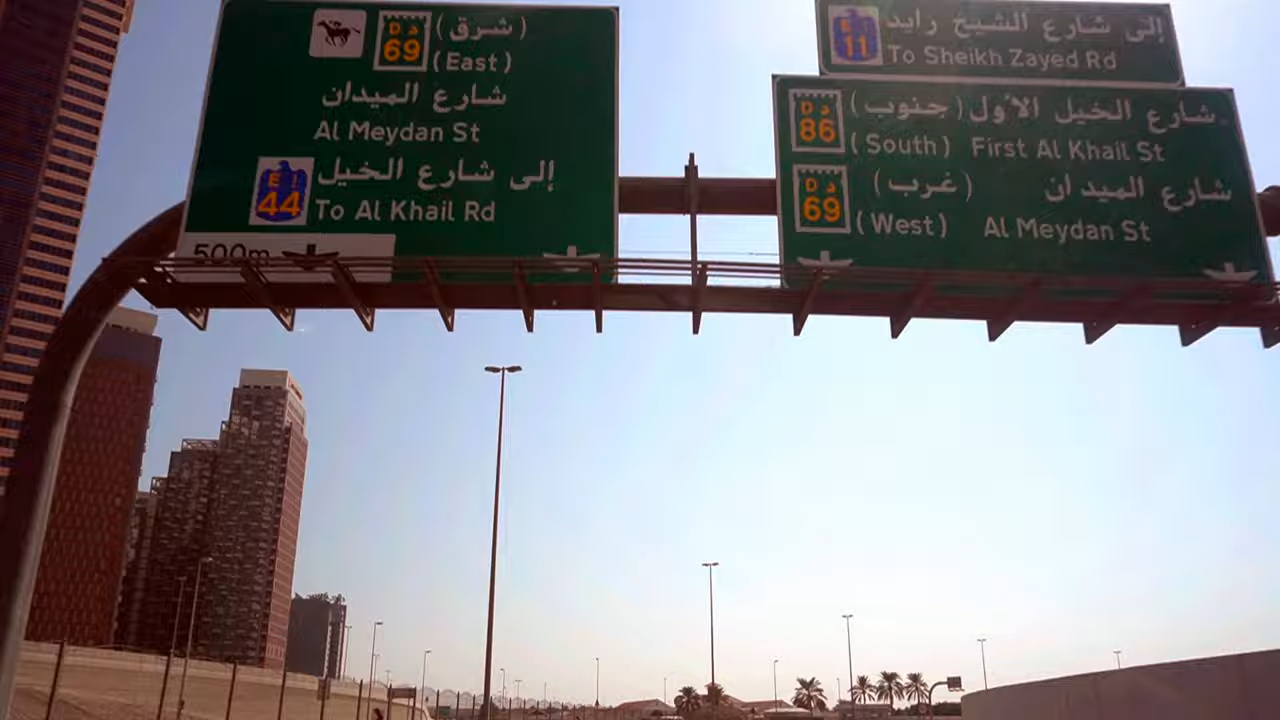 D د 69 (شرق)
(East)
شارع الميدان
Al Meydan St
إلى شارع الخيل
E 44
To Al Khail Rd
500m
إلى شارع الشيخ زايد
E 11
To Sheikh Zayed Rd
D د 86 (جنوب) شارع الخيل الأول
(South) First Al Khail St
D د 69 (غرب) شارع الميدان
(West) Al Meydan St